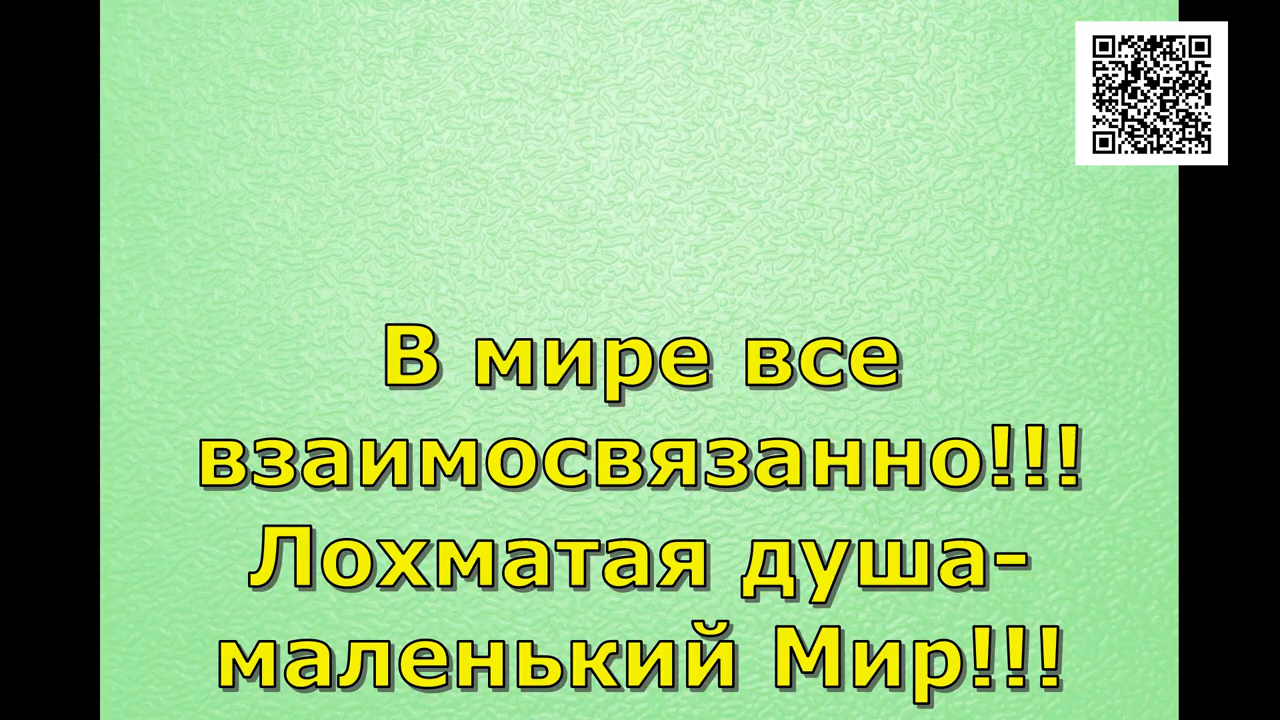 В мире все
взаимосвязанно!!!
Лохматая душа-
маленький Мир!!!